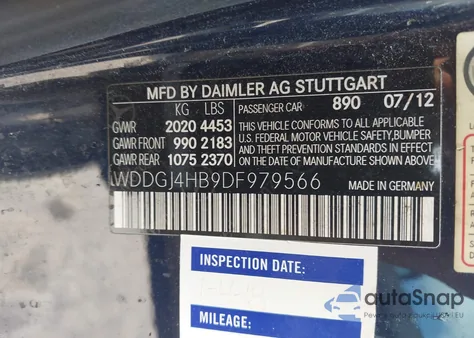 MFD BY DAIMLER AG STUTTGART
KG LBS PASSENGER CAR 890 07/12
GVWR 2020 4453 THIS VEHICLE CONFORMS TO ALL APPLICABLE
GAWR FRONT 990 2183 U.S. FEDERAL MOTOR VEHICLE SAFETY,BUMPER
GAWR REAR 1075 2370 AND THEFT PREVENTION STANDARDS IN EFFECT
ON THE DATE OF MANUFACTURE SHOWN ABOVE.
WDDGJ4HB9DF979566 MADE IN GERMANY
INSPECTION DATE:
MILEAGE:
autoSnap